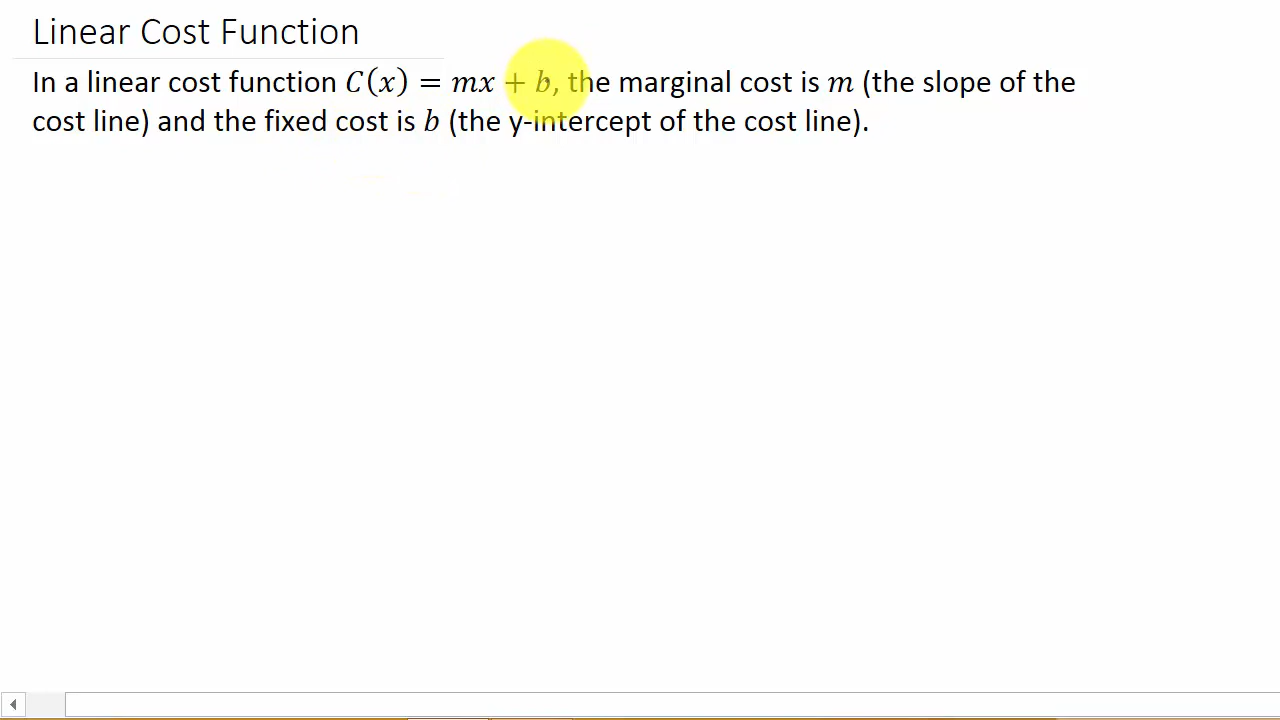 Linear Cost Function
In a linear cost function 𝐶(𝑥) = 𝑚𝑥 + 𝑏, the marginal cost is 𝑚 (the slope of the
cost line) and the fixed cost is 𝑏 (the y-intercept of the cost line).